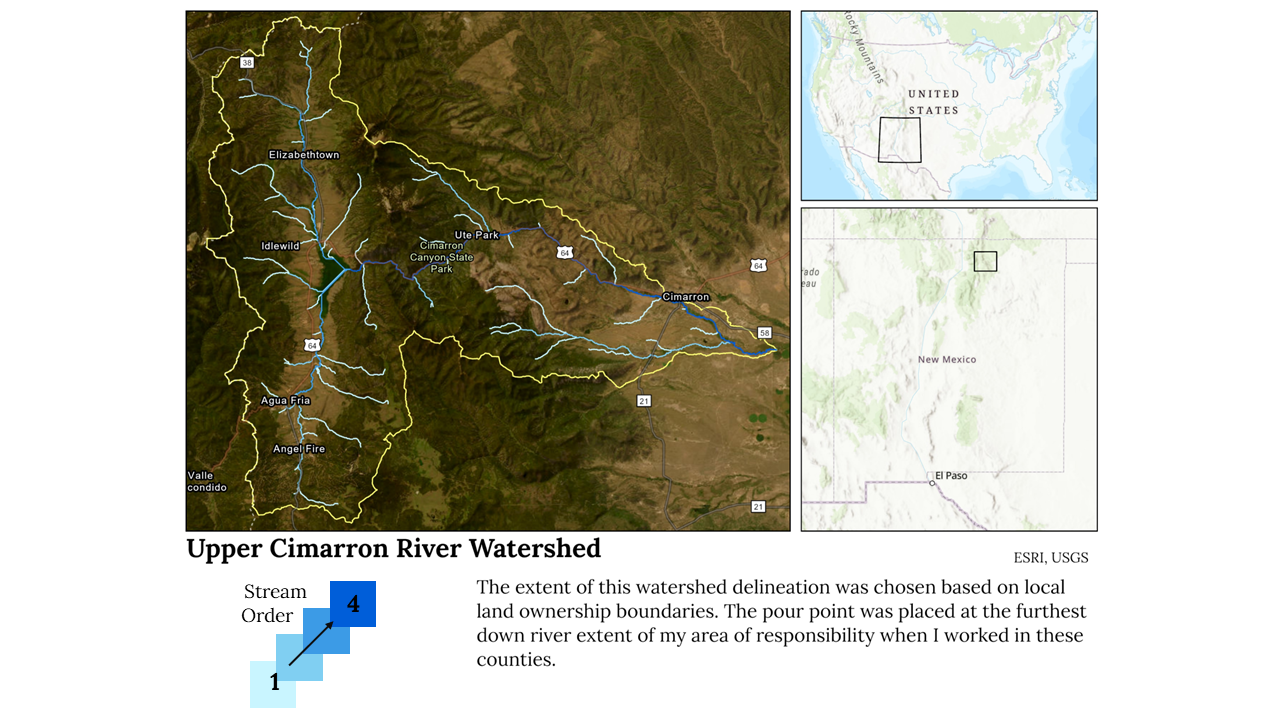 38
Elizabethtown
Idlewild
Ute Park
Cimarron
Canyon State
Park
64
64
Cimarron
58
64
Agua Fria
21
Angel Fire
Valle
condido
21
Rocky Mountains
UNITED
STATES
ado
eau
New Mexico
El Paso
Upper Cimarron River Watershed
ESRI, USGS
Stream
Order
4
1
The extent of this watershed delineation was chosen based on local
land ownership boundaries. The pour point was placed at the furthest
down river extent of my area of responsibility when I worked in these
counties.